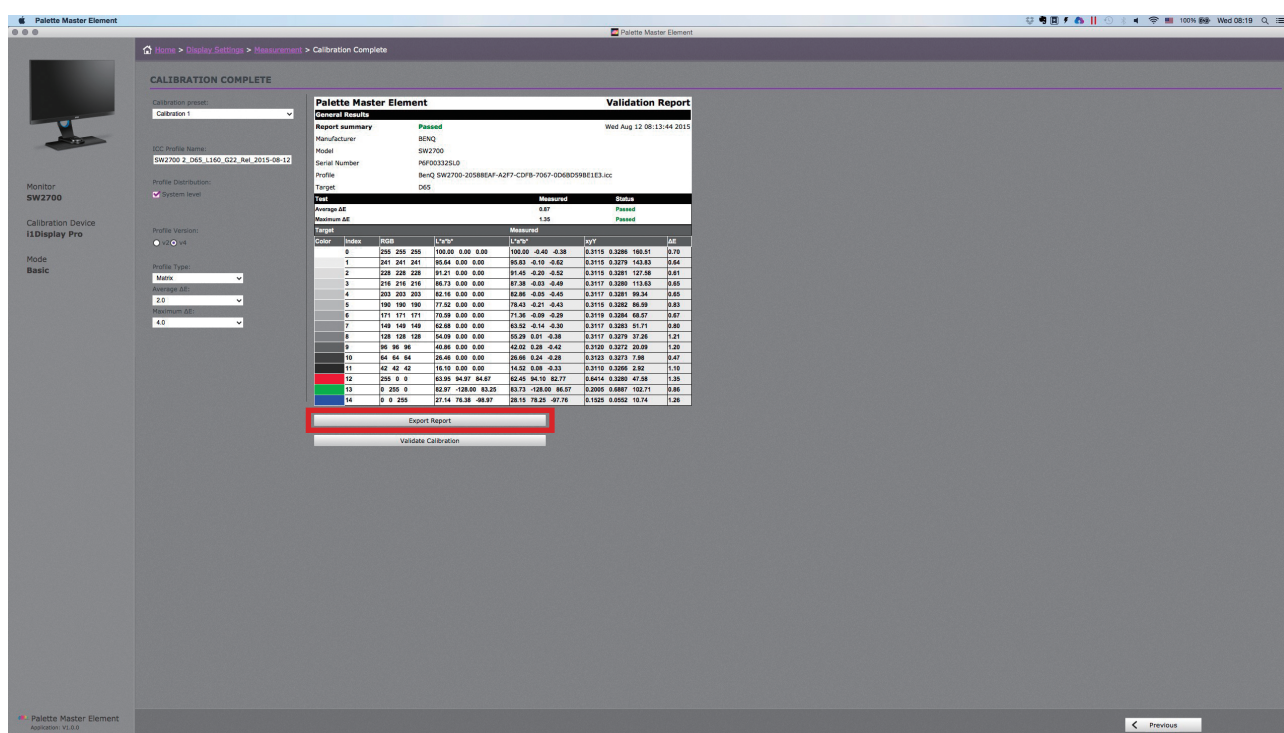 Palette Master Element
100%
Wed 08:19
Palette Master Element
Home > Display Settings > Measurement > Calibration Complete
CALIBRATION COMPLETE
Calibration preset:
Calibration 1
ICC Profile Name:
SW2700 2_D65_L160_G22_Rel_2015-08-12
Profile Distribution:
System level
Profile Version:
v2 v4
Profile Type:
Matrix
Average ΔE:
2.0
Maximum ΔE:
4.0
Monitor
SW2700
Calibration Device
i1Display Pro
Mode
Basic
Palette Master Element Validation Report
General Results
Report summary Passed Wed Aug 12 08:13:44 2015
Manufacturer BENQ
Model SW2700
Serial Number P6F00332SL0
Profile BenQ SW2700-20588EAF-A2F7-CDFB-7067-0D6BD59BE1E3.icc
Target D65
Test Measured Status
Average ΔE 0.87 Passed
Maximum ΔE 1.35 Passed
Target Measured
Color Index RGB L*a*b* L*a*b* xyY ΔE
0 255 255 255 100.00 0.00 0.00 100.00 -0.40 -0.38 0.3115 0.3286 160.51 0.70
1 241 241 241 95.64 0.00 0.00 95.83 -0.10 -0.62 0.3115 0.3279 143.83 0.64
2 228 228 228 91.21 0.00 0.00 91.45 -0.20 -0.52 0.3115 0.3281 127.58 0.61
3 216 216 216 86.73 0.00 0.00 87.38 -0.03 -0.49 0.3117 0.3280 113.63 0.65
4 203 203 203 82.16 0.00 0.00 82.86 -0.05 -0.45 0.3117 0.3281 99.34 0.65
5 190 190 190 77.52 0.00 0.00 78.43 -0.21 -0.43 0.3115 0.3282 86.59 0.83
6 171 171 171 70.59 0.00 0.00 71.36 -0.09 -0.29 0.3119 0.3284 68.57 0.67
7 149 149 149 62.68 0.00 0.00 63.52 -0.14 -0.30 0.3117 0.3283 51.71 0.80
8 128 128 128 54.09 0.00 0.00 55.29 0.01 -0.38 0.3117 0.3279 37.26 1.21
9 96 96 96 40.86 0.00 0.00 42.02 0.28 -0.42 0.3120 0.3272 20.09 1.20
10 64 64 64 26.46 0.00 0.00 26.66 0.24 -0.28 0.3123 0.3273 7.98 0.47
11 42 42 42 16.10 0.00 0.00 14.52 0.08 -0.33 0.3110 0.3266 2.92 1.10
12 255 0 0 63.95 94.97 84.67 62.45 94.10 82.77 0.6414 0.3280 47.58 1.35
13 0 255 0 82.97 -128.00 83.25 83.73 -128.00 86.57 0.2005 0.6887 102.71 0.86
14 0 0 255 27.14 76.38 -98.97 28.15 78.25 -97.76 0.1525 0.0552 10.74 1.26
Export Report
Validate Calibration
Palette Master Element
Application: V1.0.0
Previous